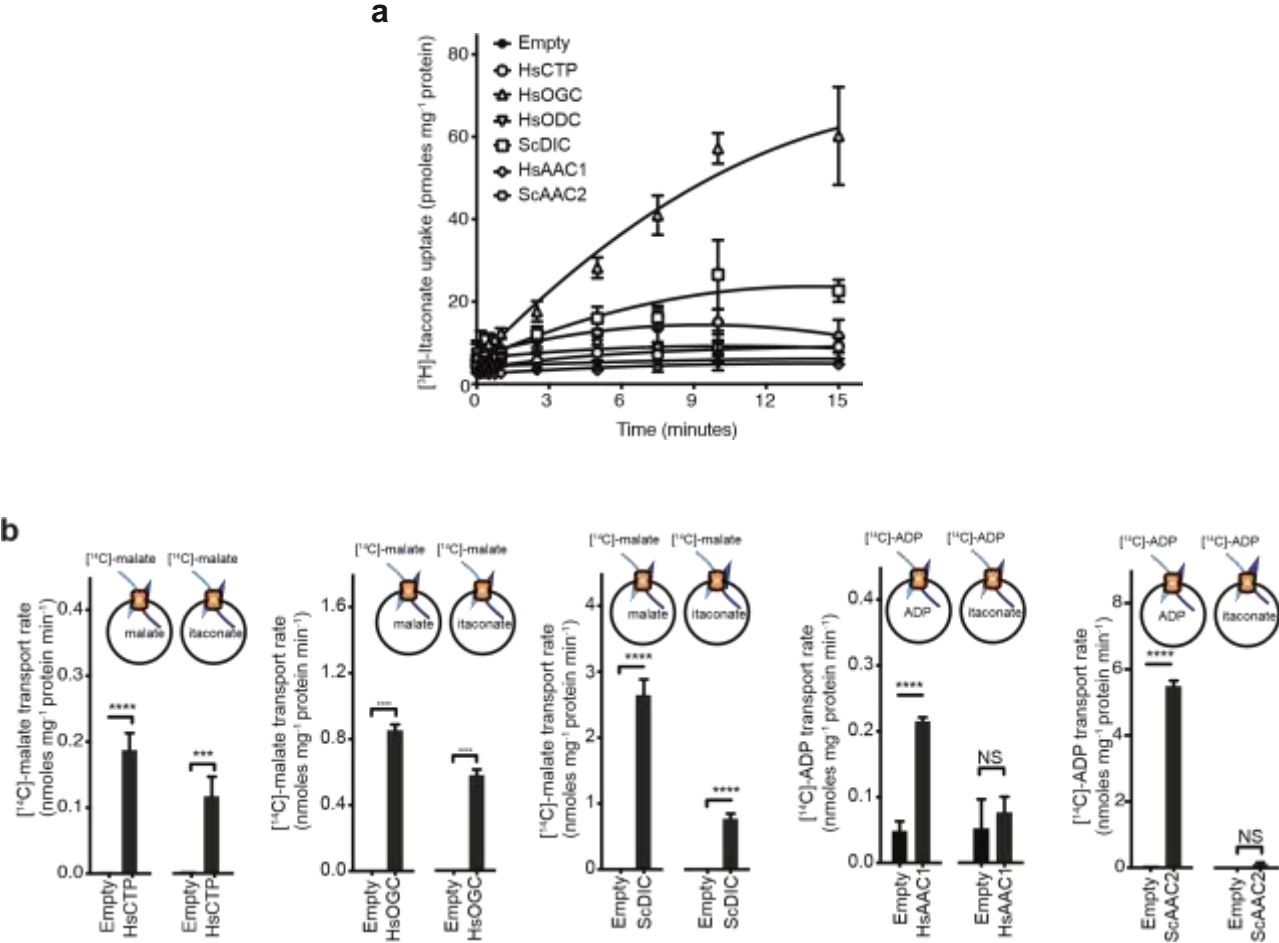 a
[³H]-Itaconate uptake (pmoles mg⁻¹ protein)
80
60
40
20
0
Empty
HsCTP
HsOGC
HsODC
ScDIC
HsAAC1
ScAAC2
0 3 6 9 12 15
Time (minutes)
b
[¹⁴C]-malate [¹⁴C]-malate
malate itaconate
[¹⁴C]-malate transport rate
(nmoles mg⁻¹ protein min⁻¹)
0.4
0.3
0.2
0.1
0.0
**** ***
Empty HsCTP Empty HsCTP
[¹⁴C]-malate [¹⁴C]-malate
malate itaconate
[¹⁴C]-malate transport rate
(nmoles mg⁻¹ protein min⁻¹)
1.6
1.2
0.8
0.4
0.0
**** ****
Empty HsOGC Empty HsOGC
[¹⁴C]-malate [¹⁴C]-malate
malate itaconate
[¹⁴C]-malate transport rate
(nmoles mg⁻¹ protein min⁻¹)
4
3
2
1
0
**** ****
Empty ScDIC Empty ScDIC
[¹⁴C]-ADP [¹⁴C]-ADP
ADP itaconate
[¹⁴C]-ADP transport rate
(nmoles mg⁻¹ protein min⁻¹)
0.4
0.3
0.2
0.1
0.0
**** NS
Empty HsAAC1 Empty HsAAC1
[¹⁴C]-ADP [¹⁴C]-ADP
ADP itaconate
[¹⁴C]-ADP transport rate
(nmoles mg⁻¹ protein min⁻¹)
8
6
4
2
0
**** NS
Empty ScAAC2 Empty ScAAC2